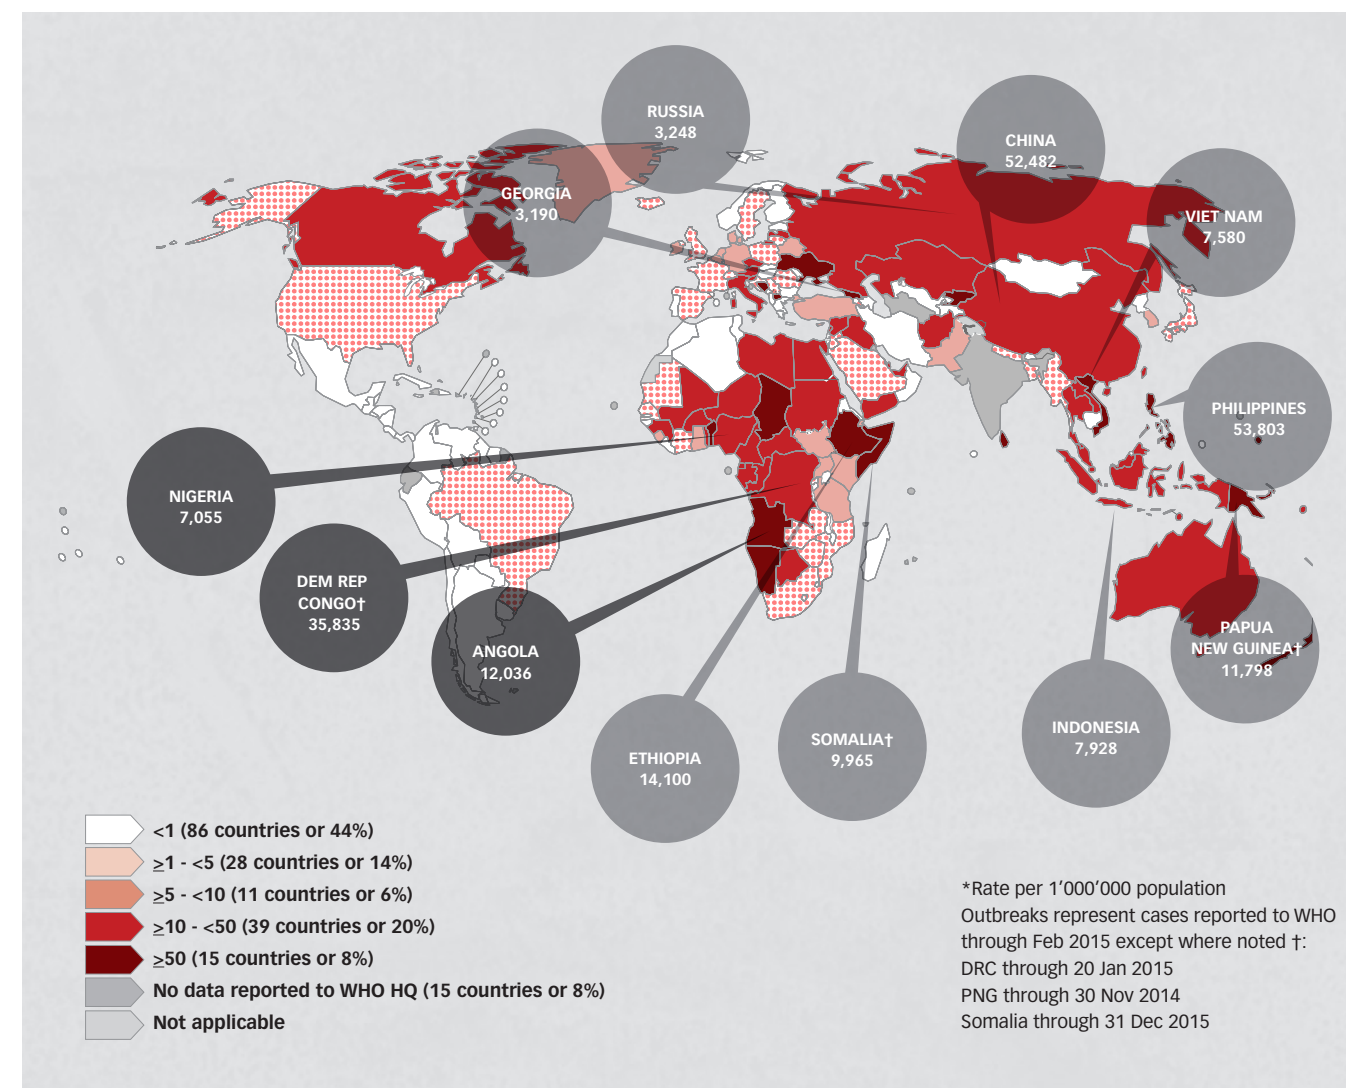 RUSSIA
3,248
CHINA
52,482
GEORGIA
3,190
VIET NAM
7,580
PHILIPPINES
53,803
NIGERIA
7,055
DEM REP
CONGO†
35,835
ANGOLA
12,036
PAPUA
NEW GUINEA†
11,798
ETHIOPIA
14,100
SOMALIA†
9,965
INDONESIA
7,928
<1 (86 countries or 44%)
≥1 - <5 (28 countries or 14%)
≥5 - <10 (11 countries or 6%)
≥10 - <50 (39 countries or 20%)
≥50 (15 countries or 8%)
No data reported to WHO HQ (15 countries or 8%)
Not applicable
*Rate per 1’000’000 population
Outbreaks represent cases reported to WHO
through Feb 2015 except where noted †:
DRC through 20 Jan 2015
PNG through 30 Nov 2014
Somalia through 31 Dec 2015